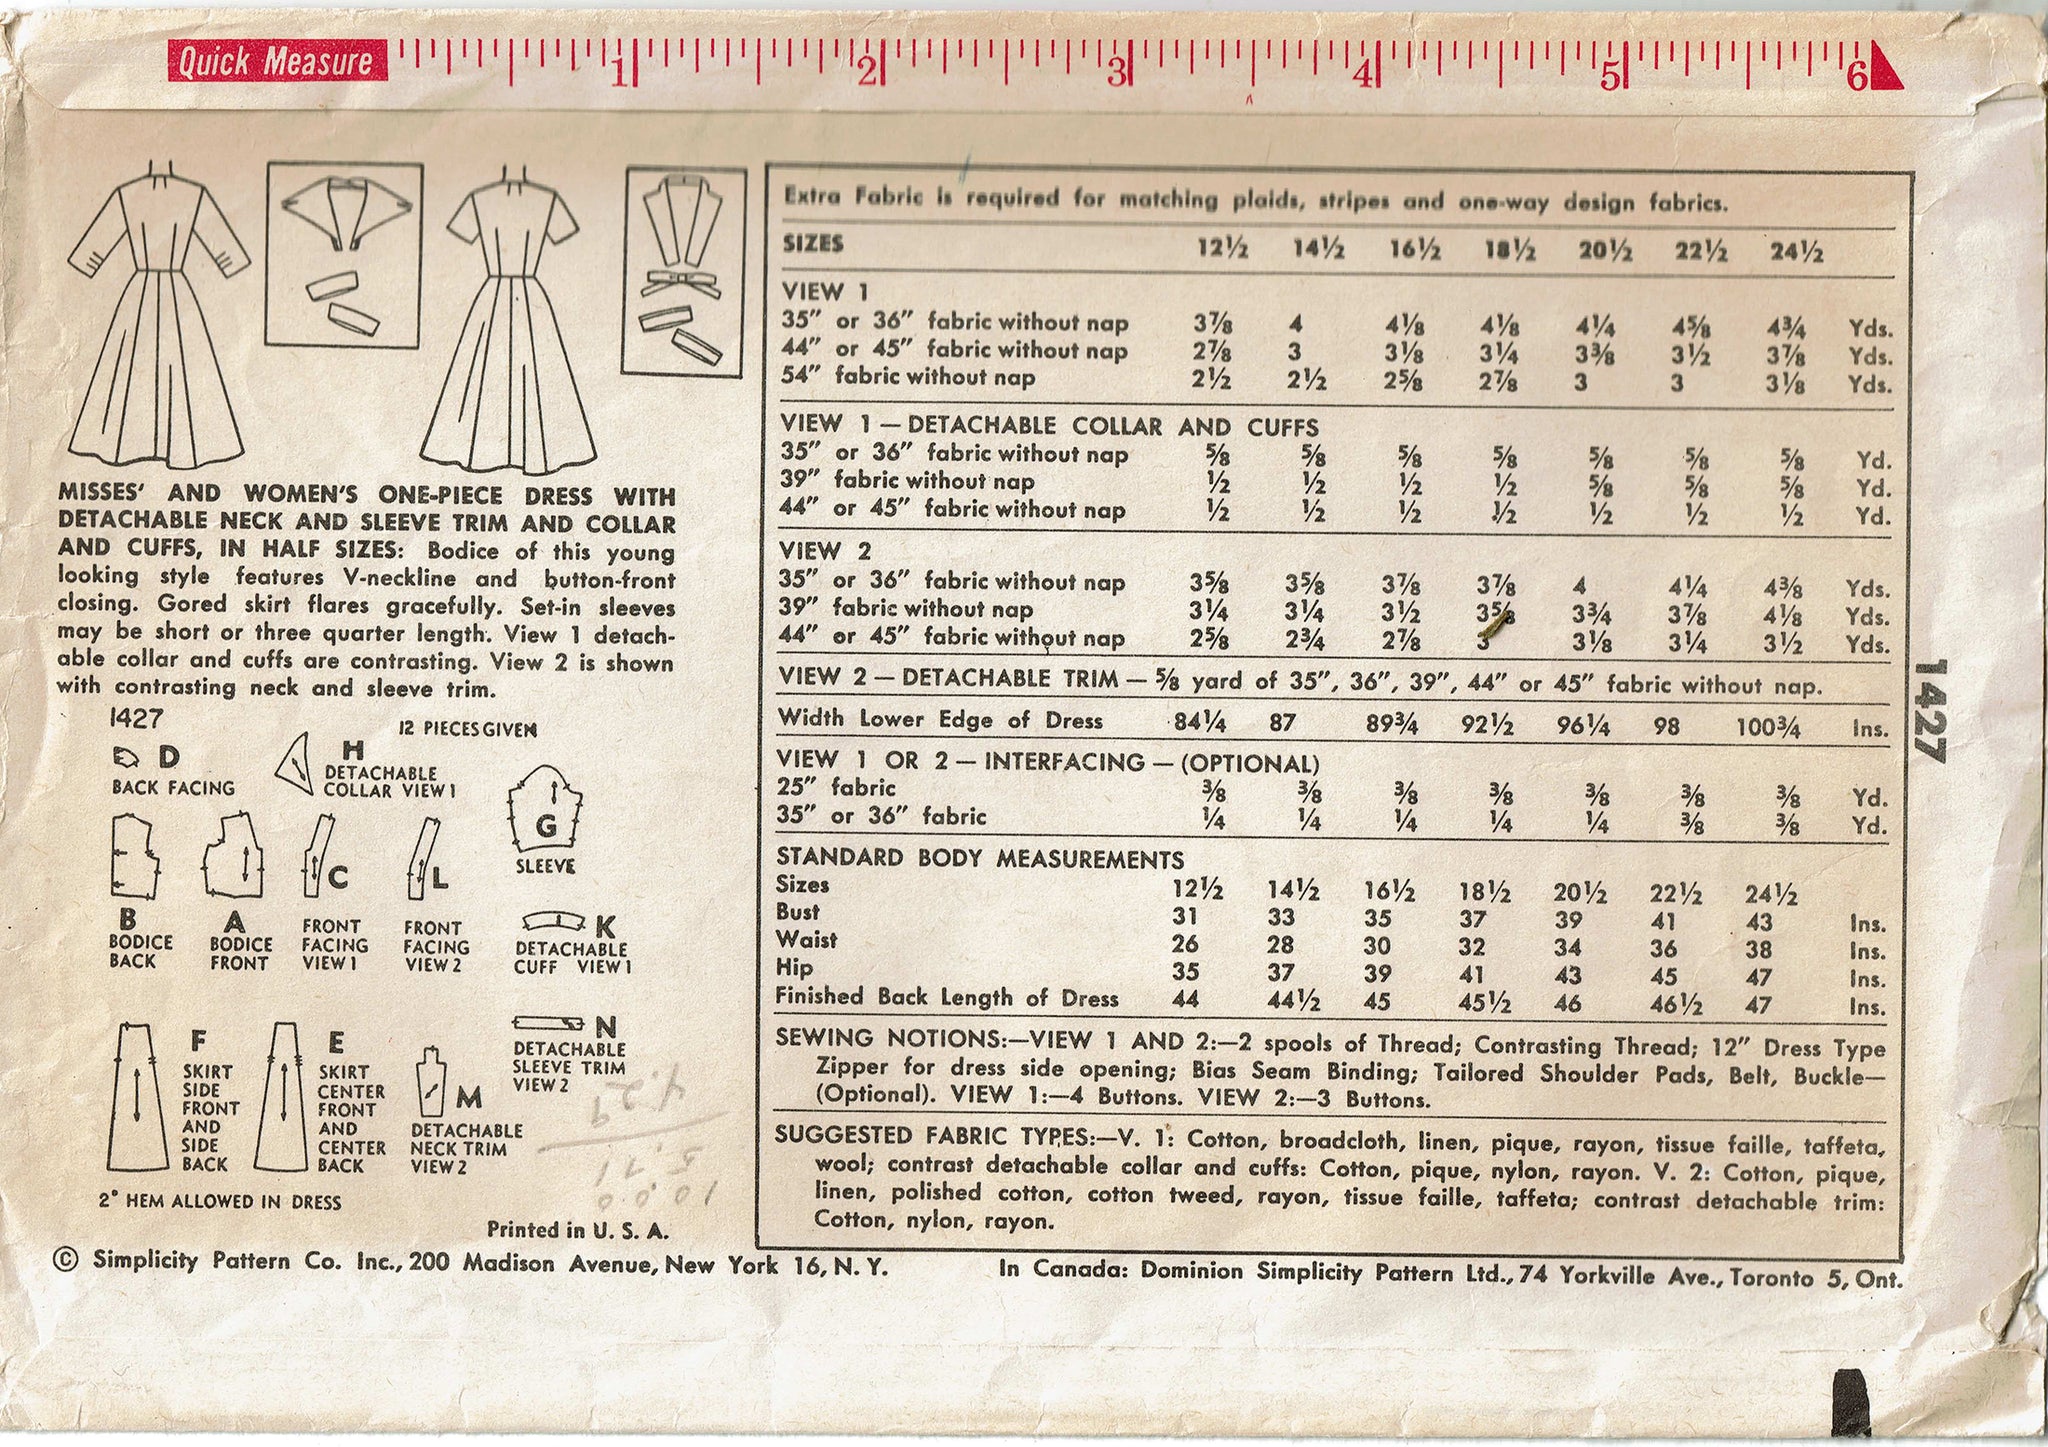 Quick Measure 1 2 3 4 5 6
MISSES' AND WOMEN'S ONE-PIECE DRESS WITH
DETACHABLE NECK AND SLEEVE TRIM AND COLLAR
AND CUFFS, IN HALF SIZES: Bodice of this young
looking style features V-neckline and button-front
closing. Gored skirt flares gracefully. Set-in sleeves
may be short or three quarter length. View 1 detach-
able collar and cuffs are contrasting. View 2 is shown
with contrasting neck and sleeve trim.
1427
12 PIECES GIVEN
D
BACK FACING
H
DETACHABLE
COLLAR VIEW 1
G
SLEEVE
B
BODICE
BACK
A
BODICE
FRONT
C
FRONT
FACING
VIEW 1
L
FRONT
FACING
VIEW 2
K
DETACHABLE
CUFF VIEW 1
F
SKIRT
SIDE
FRONT
AND
SIDE
BACK
E
SKIRT
CENTER
FRONT
AND
CENTER
BACK
M
DETACHABLE
NECK TRIM
VIEW 2
N
DETACHABLE
SLEEVE TRIM
VIEW 2
2" HEM ALLOWED IN DRESS
Printed in U. S. A.
Extra Fabric is required for matching plaids, stripes and one-way design fabrics.
SIZES 12½ 14½ 16½ 18½ 20½ 22½ 24½
VIEW 1
35" or 36" fabric without nap 3⅞ 4 4⅛ 4⅛ 4¼ 4⅝ 4¾ Yds.
44" or 45" fabric without nap 2⅞ 3 3⅛ 3¼ 3⅜ 3½ 3⅞ Yds.
54" fabric without nap 2½ 2½ 2⅝ 2⅞ 3 3 3⅛ Yds.
VIEW 1 — DETACHABLE COLLAR AND CUFFS
35" or 36" fabric without nap ⅝ ⅝ ⅝ ⅝ ⅝ ⅝ ⅝ Yd.
39" fabric without nap ½ ½ ½ ½ ⅝ ⅝ ⅝ Yd.
44" or 45" fabric without nap ½ ½ ½ ½ ½ ½ ½ Yd.
VIEW 2
35" or 36" fabric without nap 3⅝ 3⅝ 3⅞ 3⅞ 4 4¼ 4⅜ Yds.
39" fabric without nap 3¼ 3¼ 3½ 3⅝ 3¾ 3⅞ 4⅛ Yds.
44" or 45" fabric without nap 2⅝ 2¾ 2⅞ 3 3⅛ 3¼ 3½ Yds.
VIEW 2 — DETACHABLE TRIM — ⅝ yard of 35", 36", 39", 44" or 45" fabric without nap.
Width Lower Edge of Dress 84¼ 87 89¾ 92½ 96¼ 98 100¾ Ins.
VIEW 1 OR 2 — INTERFACING — (OPTIONAL)
25" fabric ⅜ ⅜ ⅜ ⅜ ⅜ ⅜ ⅜ Yd.
35" or 36" fabric ¼ ¼ ¼ ¼ ¼ ⅜ ⅜ Yd.
STANDARD BODY MEASUREMENTS
Sizes 12½ 14½ 16½ 18½ 20½ 22½ 24½
Bust 31 33 35 37 39 41 43 Ins.
Waist 26 28 30 32 34 36 38 Ins.
Hip 35 37 39 41 43 45 47 Ins.
Finished Back Length of Dress 44 44½ 45 45½ 46 46½ 47 Ins.
SEWING NOTIONS:—VIEW 1 AND 2:—2 spools of Thread; Contrasting Thread; 12" Dress Type
Zipper for dress side opening; Bias Seam Binding; Tailored Shoulder Pads, Belt, Buckle—
(Optional). VIEW 1:—4 Buttons. VIEW 2:—3 Buttons.
SUGGESTED FABRIC TYPES:—V. 1: Cotton, broadcloth, linen, pique, rayon, tissue faille, taffeta,
wool; contrast detachable collar and cuffs: Cotton, pique, nylon, rayon. V. 2: Cotton, pique,
linen, polished cotton, cotton tweed, rayon, tissue faille, taffeta; contrast detachable trim:
Cotton, nylon, rayon.
1427
© Simplicity Pattern Co. Inc., 200 Madison Avenue, New York 16, N. Y.
In Canada: Dominion Simplicity Pattern Ltd., 74 Yorkville Ave., Toronto 5, Ont.